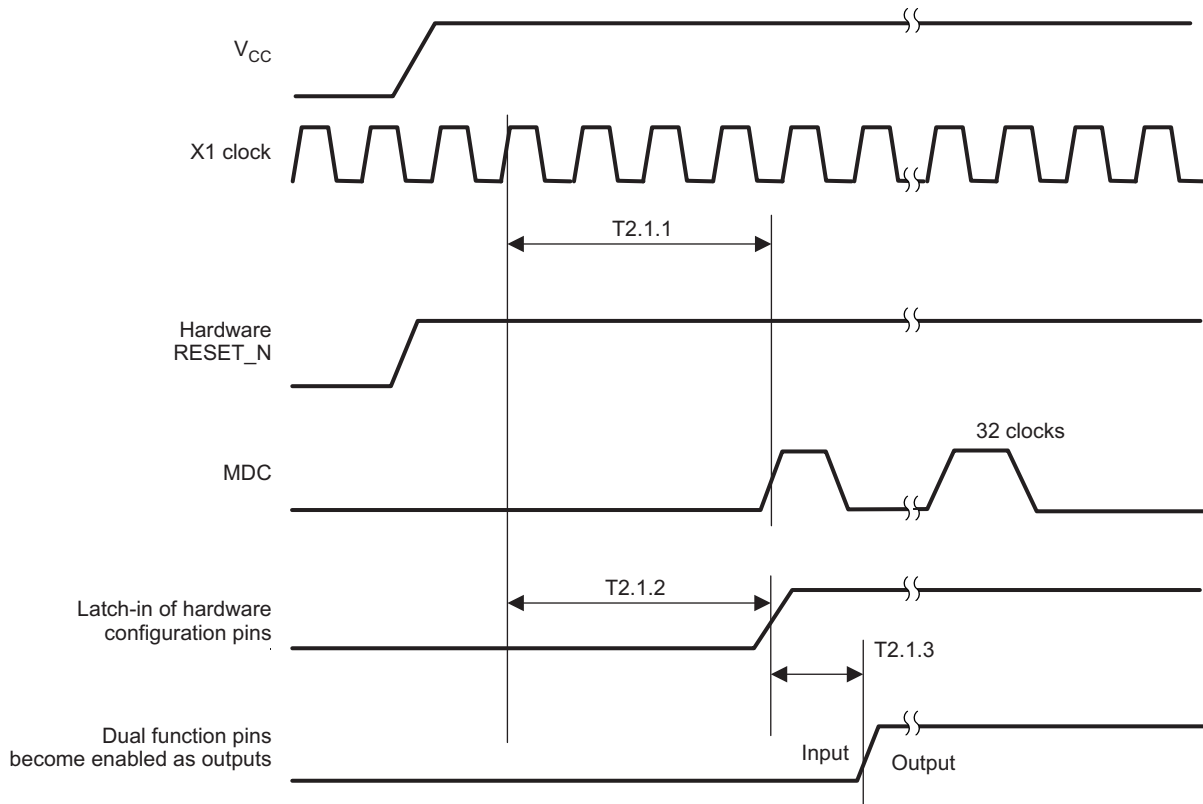 VCC
X1 clock
T2.1.1
Hardware
RESET_N
32 clocks
MDC
T2.1.2
Latch-in of hardware
configuration pins
T2.1.3
Dual function pins
become enabled as outputs
Input
Output